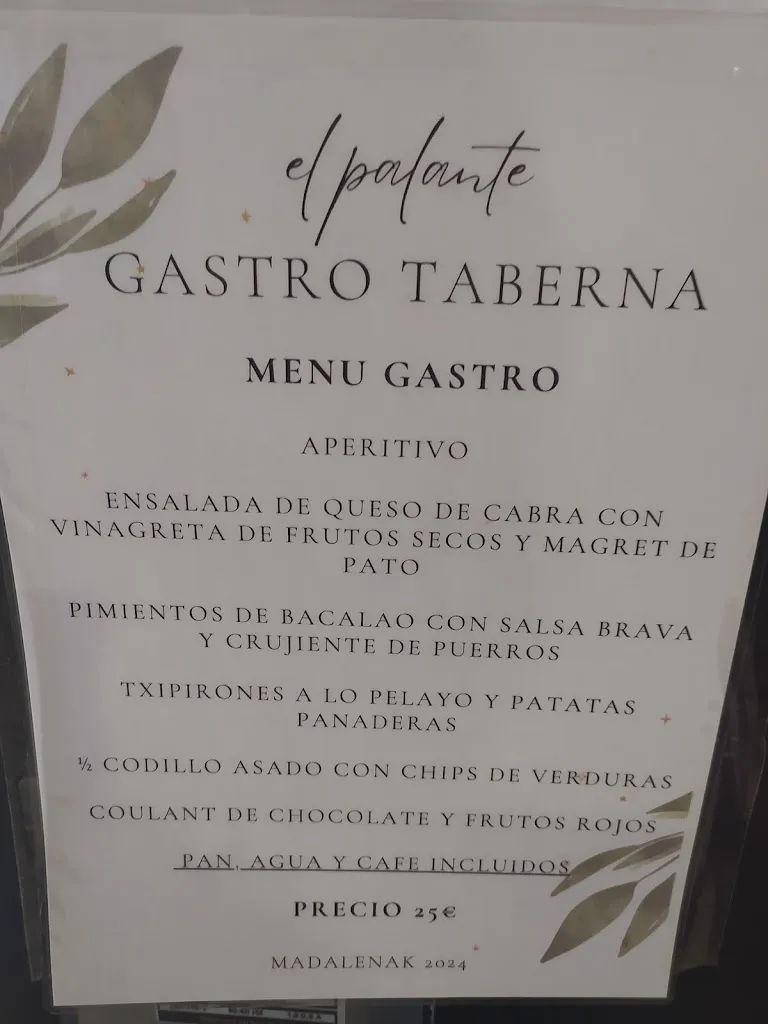 el palante
GASTRO TABERNA
MENU GASTRO
APERITIVO
ENSALADA DE QUESO DE CABRA CON
VINAGRETA DE FRUTOS SECOS Y MAGRET DE
PATO
PIMIENTOS DE BACALAO CON SALSA BRAVA
Y CRUJIENTE DE PUERROS
TXIPIRONES A LO PELAYO Y PATATAS
PANADERAS
½ CODILLO ASADO CON CHIPS DE VERDURAS
COULANT DE CHOCOLATE Y FRUTOS ROJOS
PAN, AGUA Y CAFE INCLUIDOS
PRECIO 25€
MADALENAK 2024